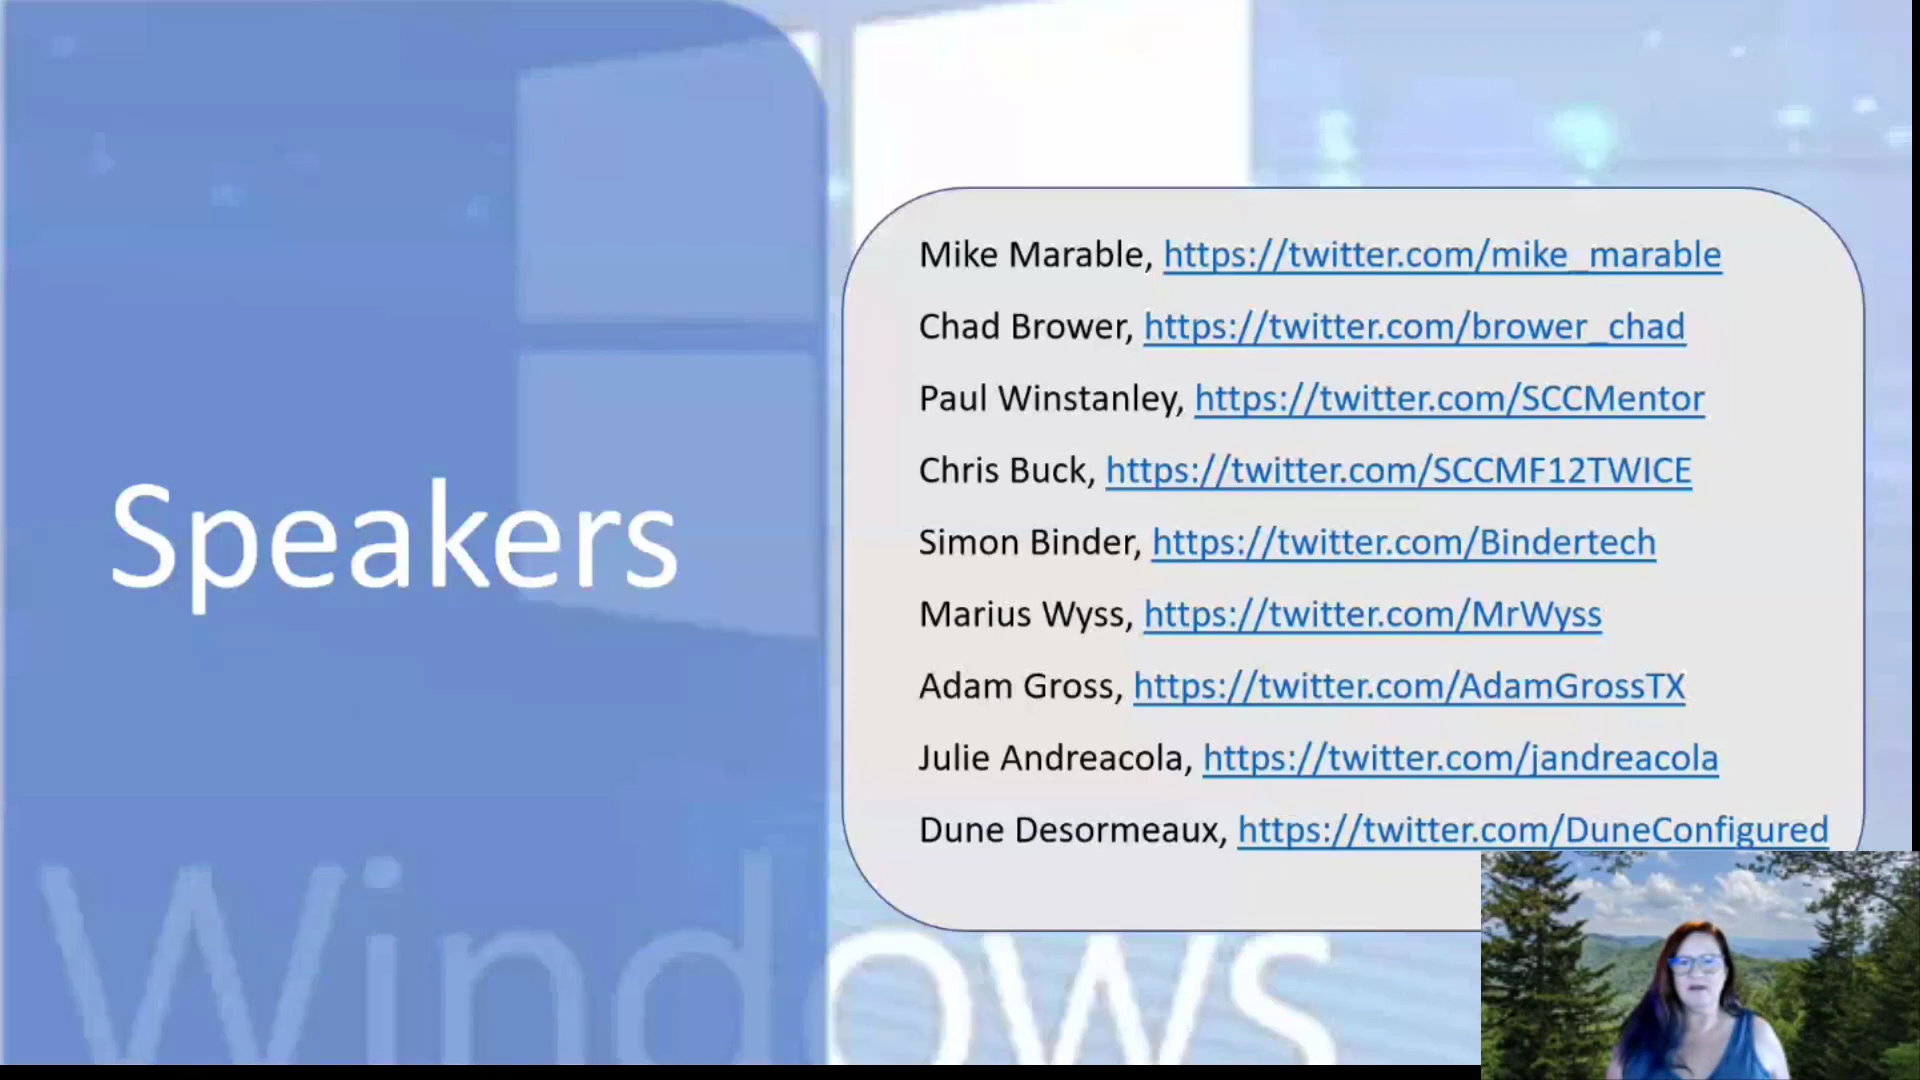 Speakers
Mike Marable, https://twitter.com/mike_marable
Chad Brower, https://twitter.com/brower_chad
Paul Winstanley, https://twitter.com/SCCMentor
Chris Buck, https://twitter.com/SCCMF12TWICE
Simon Binder, https://twitter.com/Bindertech
Marius Wyss, https://twitter.com/MrWyss
Adam Gross, https://twitter.com/AdamGrossTX
Julie Andreacola, https://twitter.com/jandreacola
Dune Desormeaux, https://twitter.com/DuneConfigured
Windows